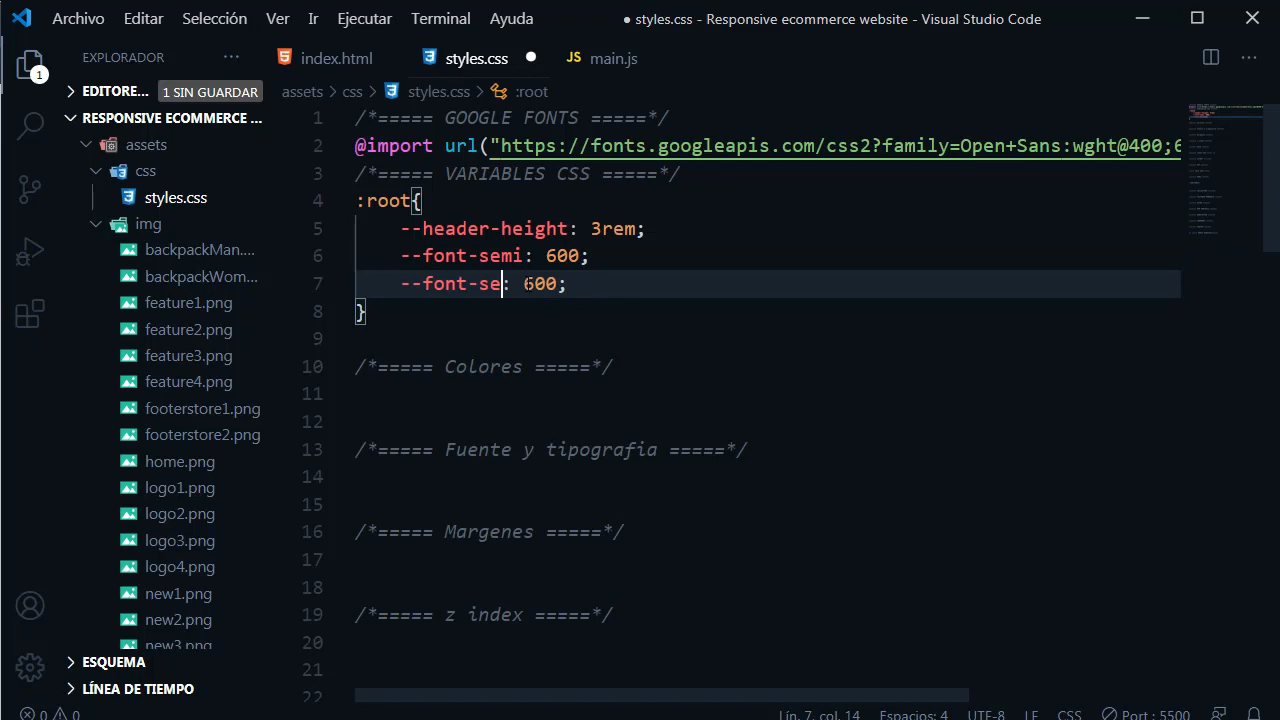 Archivo Editar Selección Ver Ir Ejecutar Terminal Ayuda ● styles.css - Responsive ecommerce website - Visual Studio Code
EXPLORADOR ···
1
EDITORE... 1 SIN GUARDAR
RESPONSIVE ECOMMERCE ...
assets
css
styles.css
img
backpackMan....
backpackWom...
feature1.png
feature2.png
feature3.png
feature4.png
footerstore1.png
footerstore2.png
home.png
logo1.png
logo2.png
logo3.png
logo4.png
new1.png
new2.png
new3.png
ESQUEMA
LÍNEA DE TIEMPO
index.html styles.css ● JS main.js
assets > css > styles.css > :root
1 /*===== GOOGLE FONTS =====*/
2 @import url("https://fonts.googleapis.com/css2?family=Open+Sans:wght@400;6
3 /*===== VARIABLES CSS =====*/
4 :root{
5 --header-height: 3rem;
6 --font-semi: 600;
7 --font-se: 600;
8 }
9
10 /*===== Colores =====*/
11
12
13 /*===== Fuente y tipografia =====*/
14
15
16 /*===== Margenes =====*/
17
18
19 /*===== z index =====*/
20
21
22
0 0 Lín. 7, col. 14 Espacios: 4 UTF-8 LF CSS Port : 5500